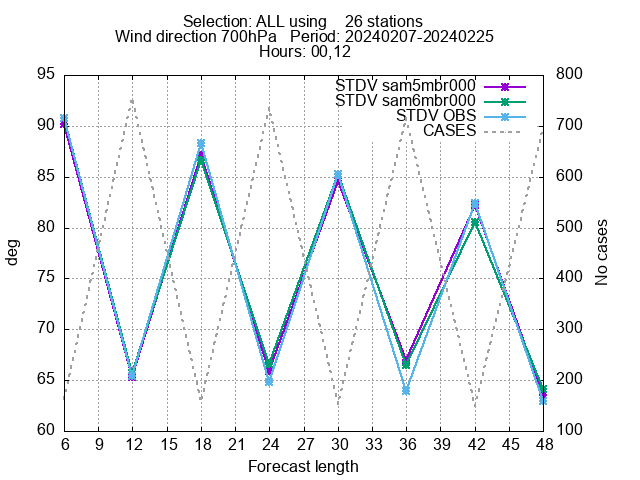 Selection: ALL using    26 stations
Wind direction 700hPa   Period: 20240207-20240225
Hours: 00,12
95 800
STDV sam5mbr000
STDV sam6mbr000
STDV OBS
CASES
90 700
85 600
80 500
75 400
70 300
65 200
60 100
deg
No cases
6 9 12 15 18 21 24 27 30 33 36 39 42 45 48
Forecast length